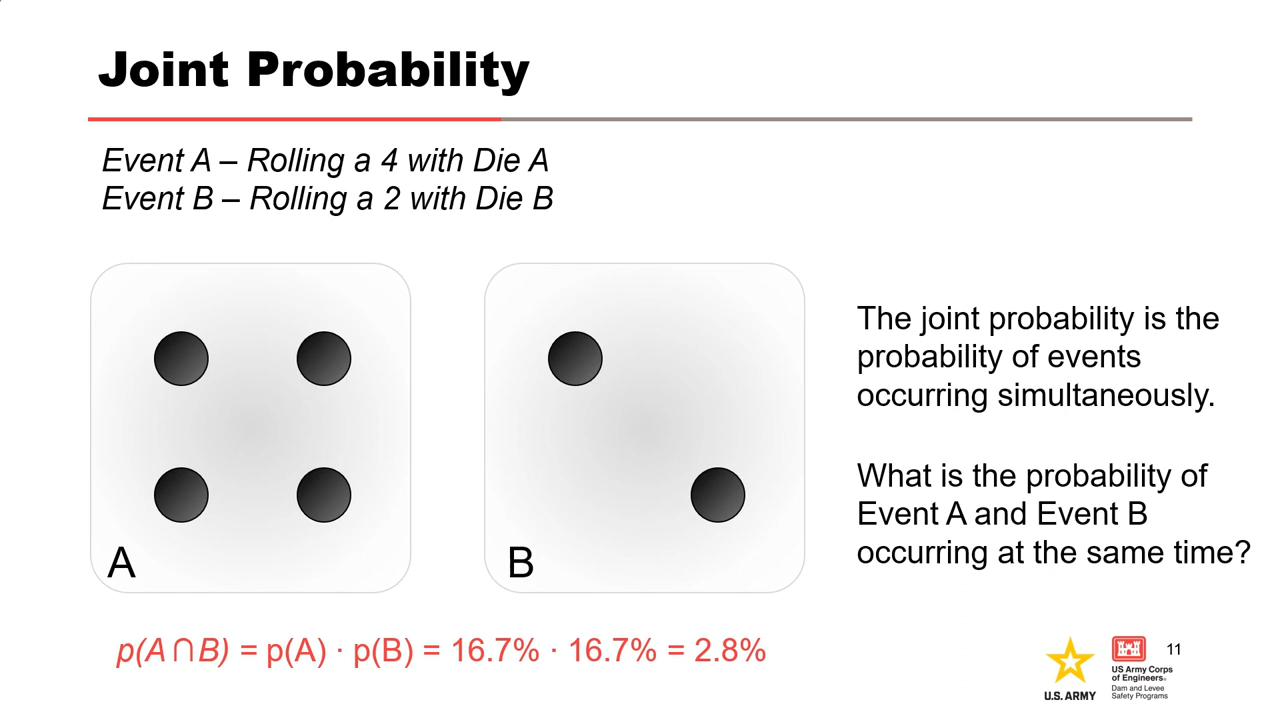 Joint Probability
Event A – Rolling a 4 with Die A
Event B – Rolling a 2 with Die B
A
B
The joint probability is the
probability of events
occurring simultaneously.
What is the probability of
Event A and Event B
occurring at the same time?
p(A∩B) = p(A) · p(B) = 16.7% · 16.7% = 2.8%
11
U.S. ARMY
US Army Corps
of Engineers®
Dam and Levee
Safety Programs